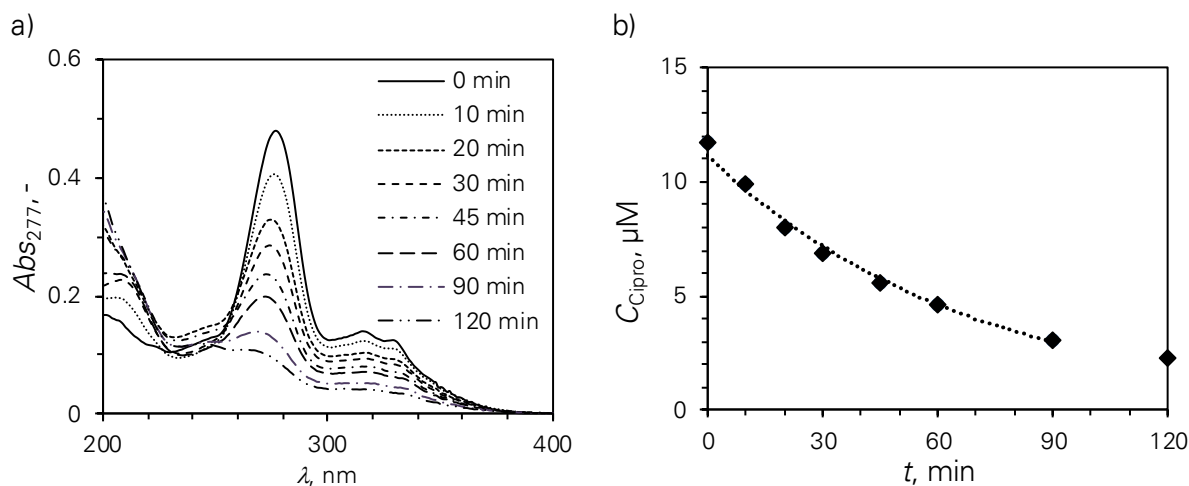 a)
0.6
0.4
0.2
0
Abs277, -
200
300
400
λ, nm
0 min
10 min
20 min
30 min
45 min
60 min
90 min
120 min
b)
15
10
5
0
CCipro, µM
0
30
60
90
120
t, min